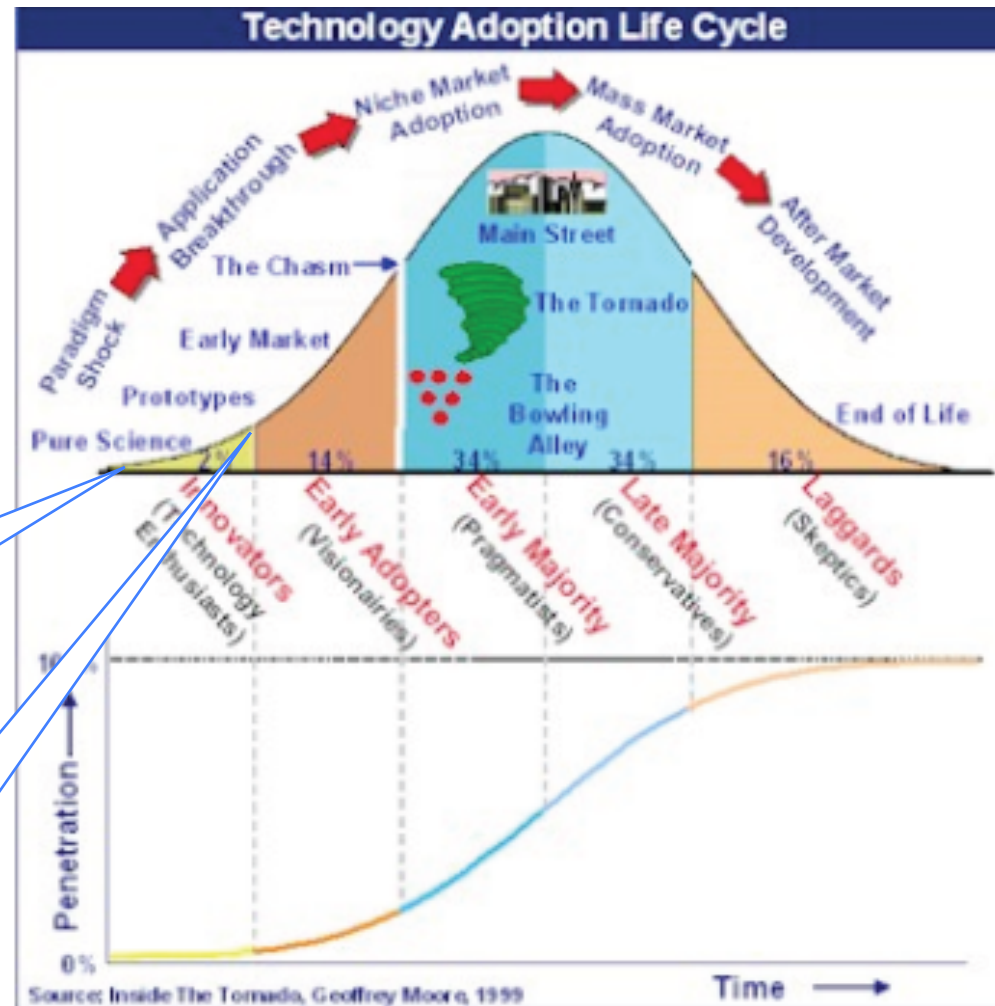 Technology Adoption Life Cycle
Paradigm
Shock
Application
Breakthrough
Niche Market
Adoption
Mass Market
Adoption
After Market
Development
Main Street
The Chasm
The Tornado
Early Market
Prototypes
The
Bowling
Alley
Pure Science
End of Life
2%
14%
34%
34%
16%
Innovators
(Technology
Enthusiasts)
Early Adopters
(Visionairies)
Early Majority
(Pragmatists)
Late Majority
(Conservatives)
Laggards
(Skeptics)
Penetration
0%
Time
Source: Inside The Tornado, Geoffrey Moore, 1999